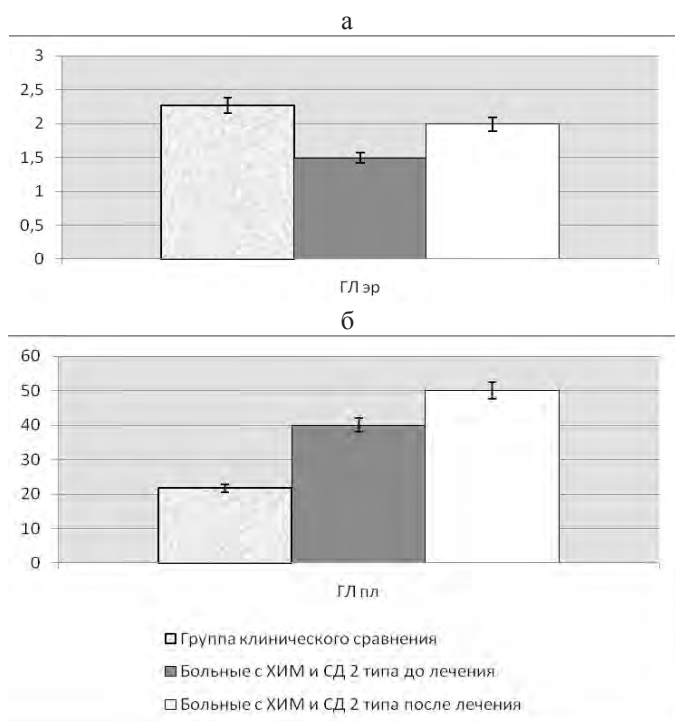 а
3
2,5
2
1,5
1
0,5
0
ГЛ эр
б
60
50
40
30
20
10
0
ГЛ пл
Группа клинического сравнения
Больные с ХИМ и СД 2 типа до лечения
Больные с ХИМ и СД 2 типа после лечения